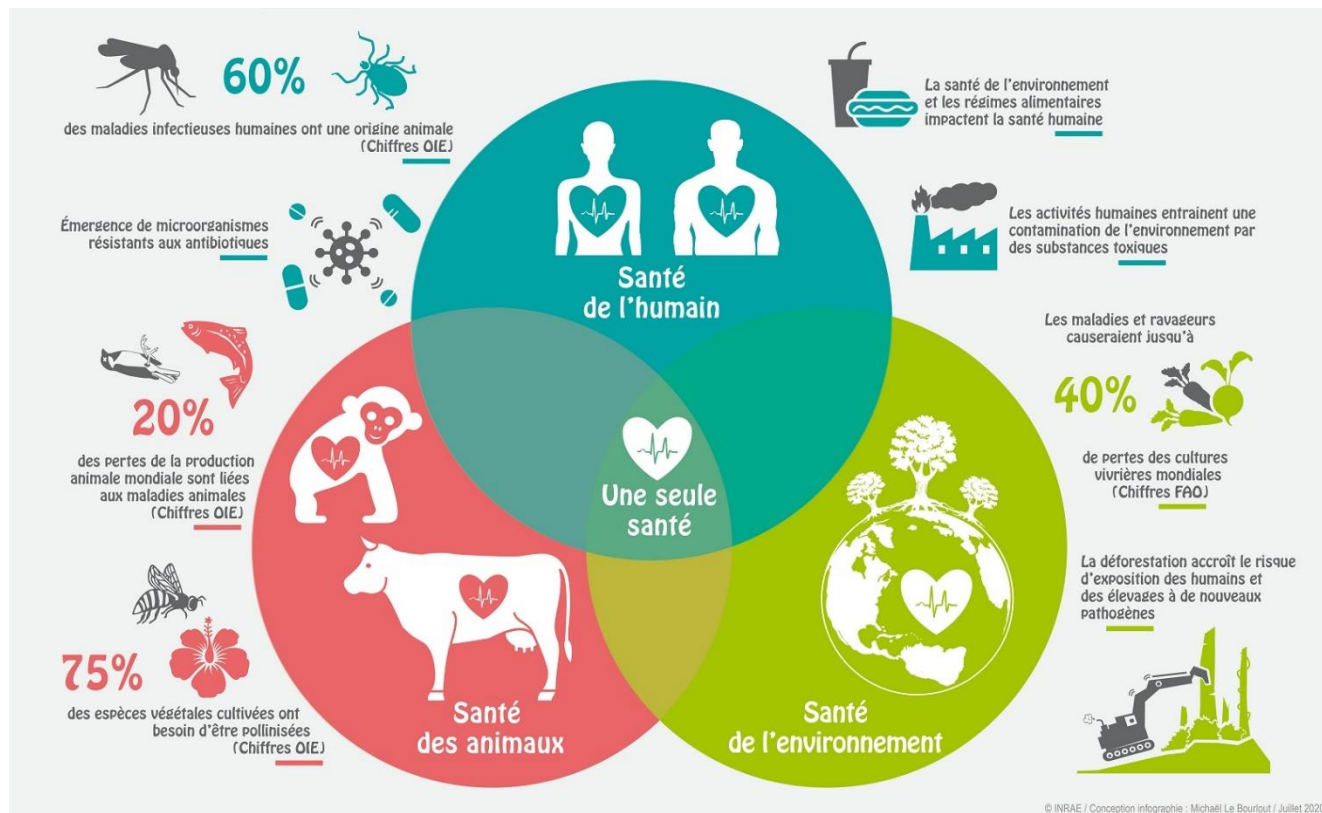 60%
des maladies infectieuses humaines ont une origine animale
(Chiffres OIE)
Émergence de microorganismes
résistants aux antibiotiques
20%
des pertes de la production
animale mondiale sont liées
aux maladies animales
(Chiffres OIE)
75%
des espèces végétales cultivées ont
besoin d'être pollinisées
(Chiffres OIE)
Santé
de l'humain
Une seule
santé
Santé
des animaux
Santé
de l'environnement
La santé de l'environnement
et les régimes alimentaires
impactent la santé humaine
Les activités humaines entrainent une
contamination de l'environnement par
des substances toxiques
Les maladies et ravageurs
causeraient jusqu'à
40%
de pertes des cultures
vivrières mondiales
(Chiffres FAO)
La déforestation accroît le risque
d'exposition des humains et
des élevages à de nouveaux
pathogènes
© INRAE / Conception infographie : Michaël Le Bourlout / Juillet 2020